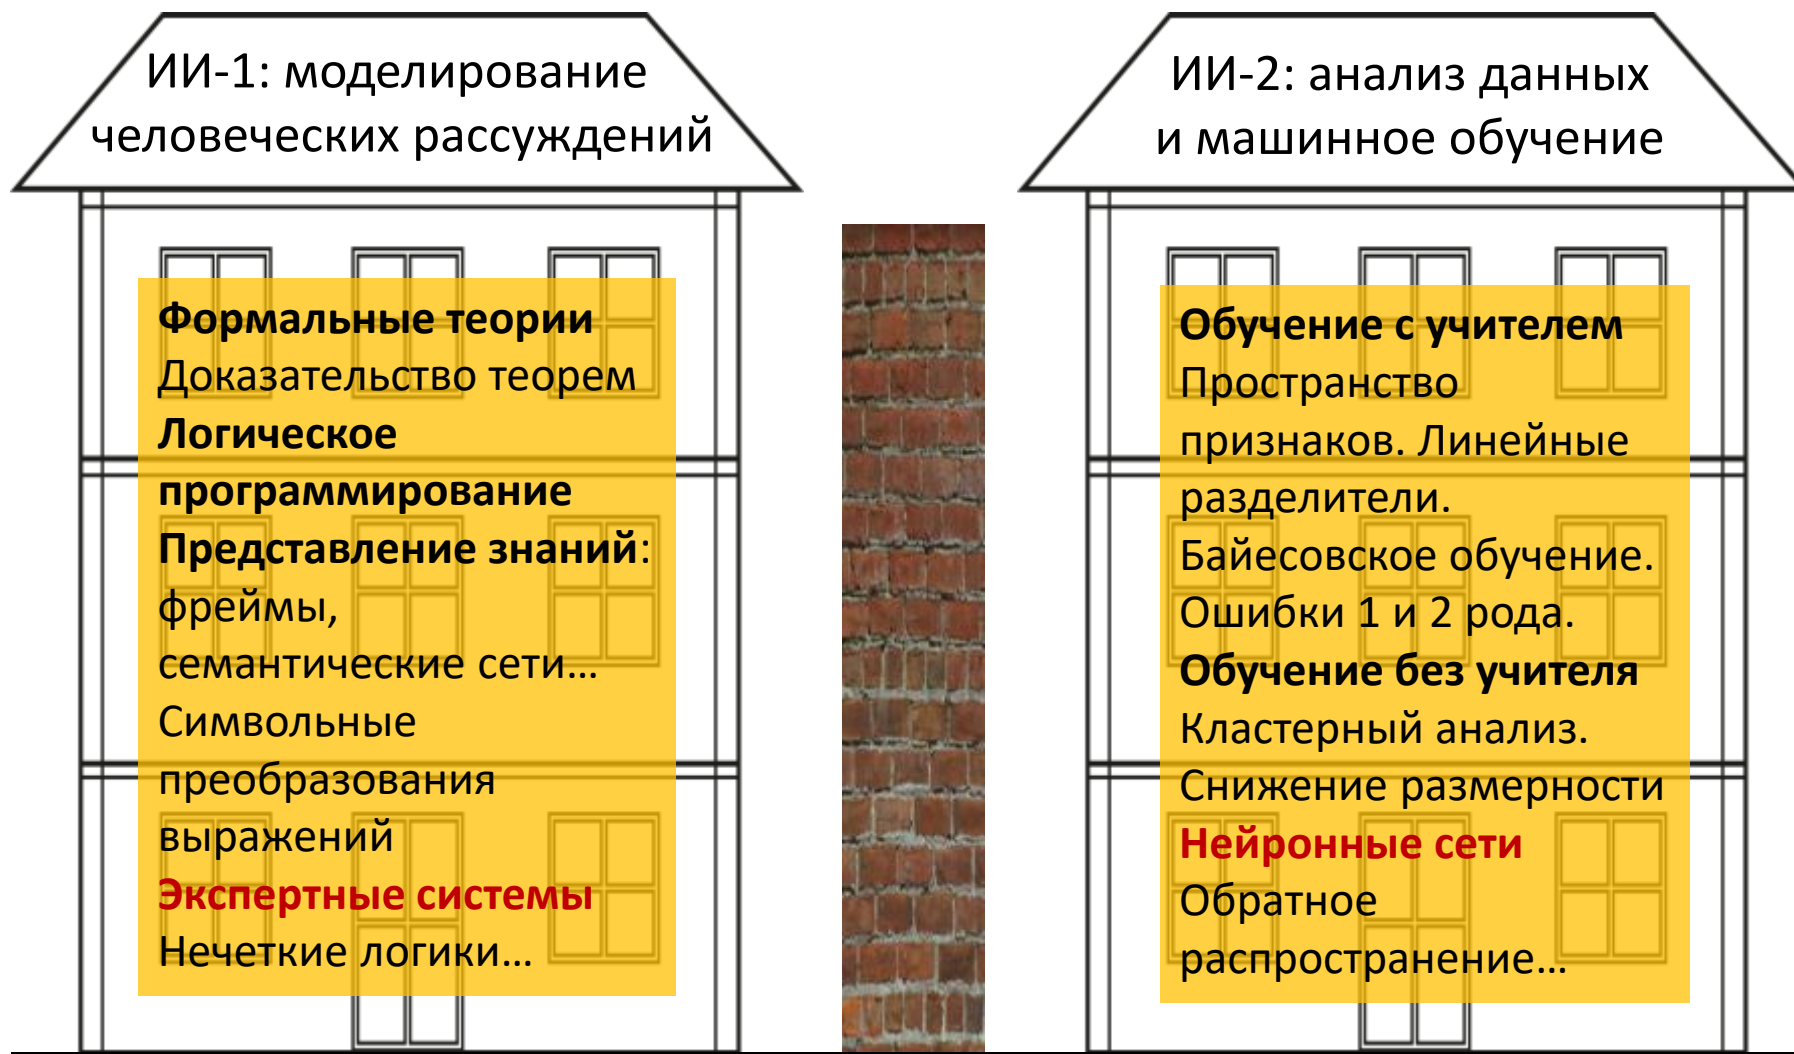 ИИ-1: моделирование
человеческих рассуждений
Формальные теории
Доказательство теорем
Логическое
программирование
Представление знаний:
фреймы,
семантические сети...
Символьные
преобразования
выражений
Экспертные системы
Нечеткие логики...
ИИ-2: анализ данных
и машинное обучение
Обучение с учителем
Пространство
признаков. Линейные
разделители.
Байесовское обучение.
Ошибки 1 и 2 рода.
Обучение без учителя
Кластерный анализ.
Снижение размерности
Нейронные сети
Обратное
распространение...